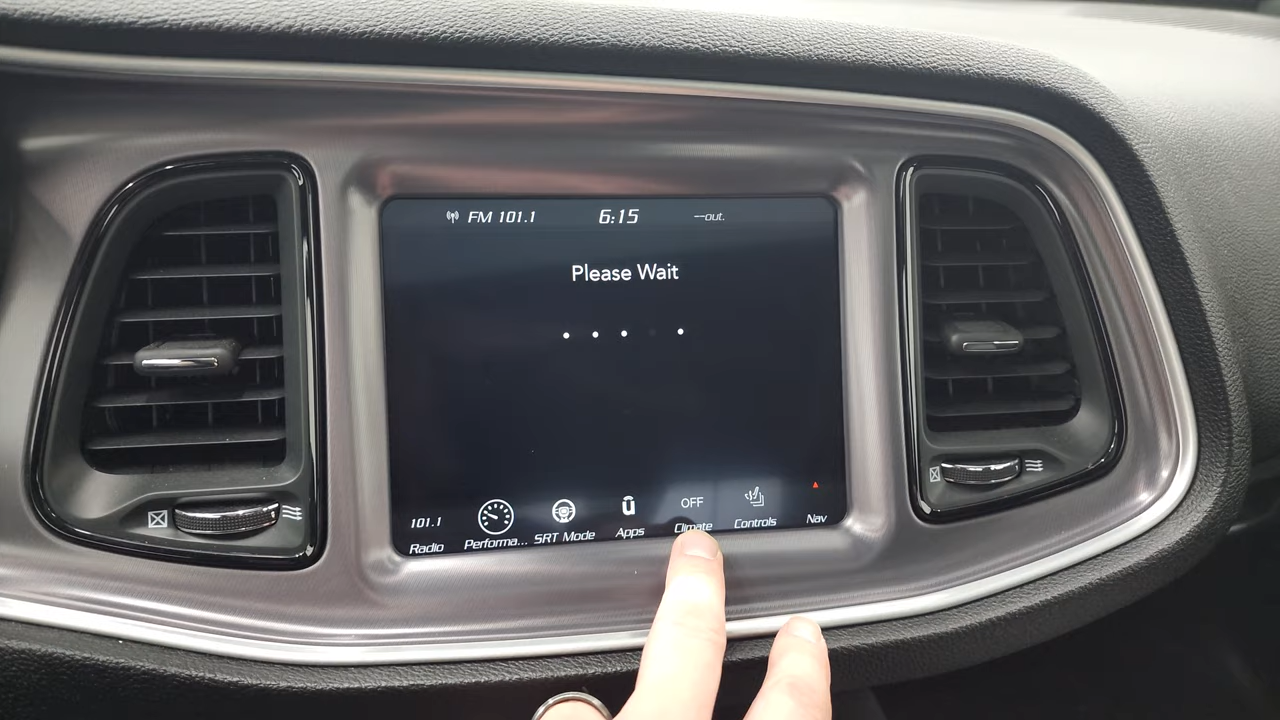 FM 101.1 6:15 --out.
Please Wait
101.1 OFF
Radio Performa... SRT Mode Apps Climate Controls Nav